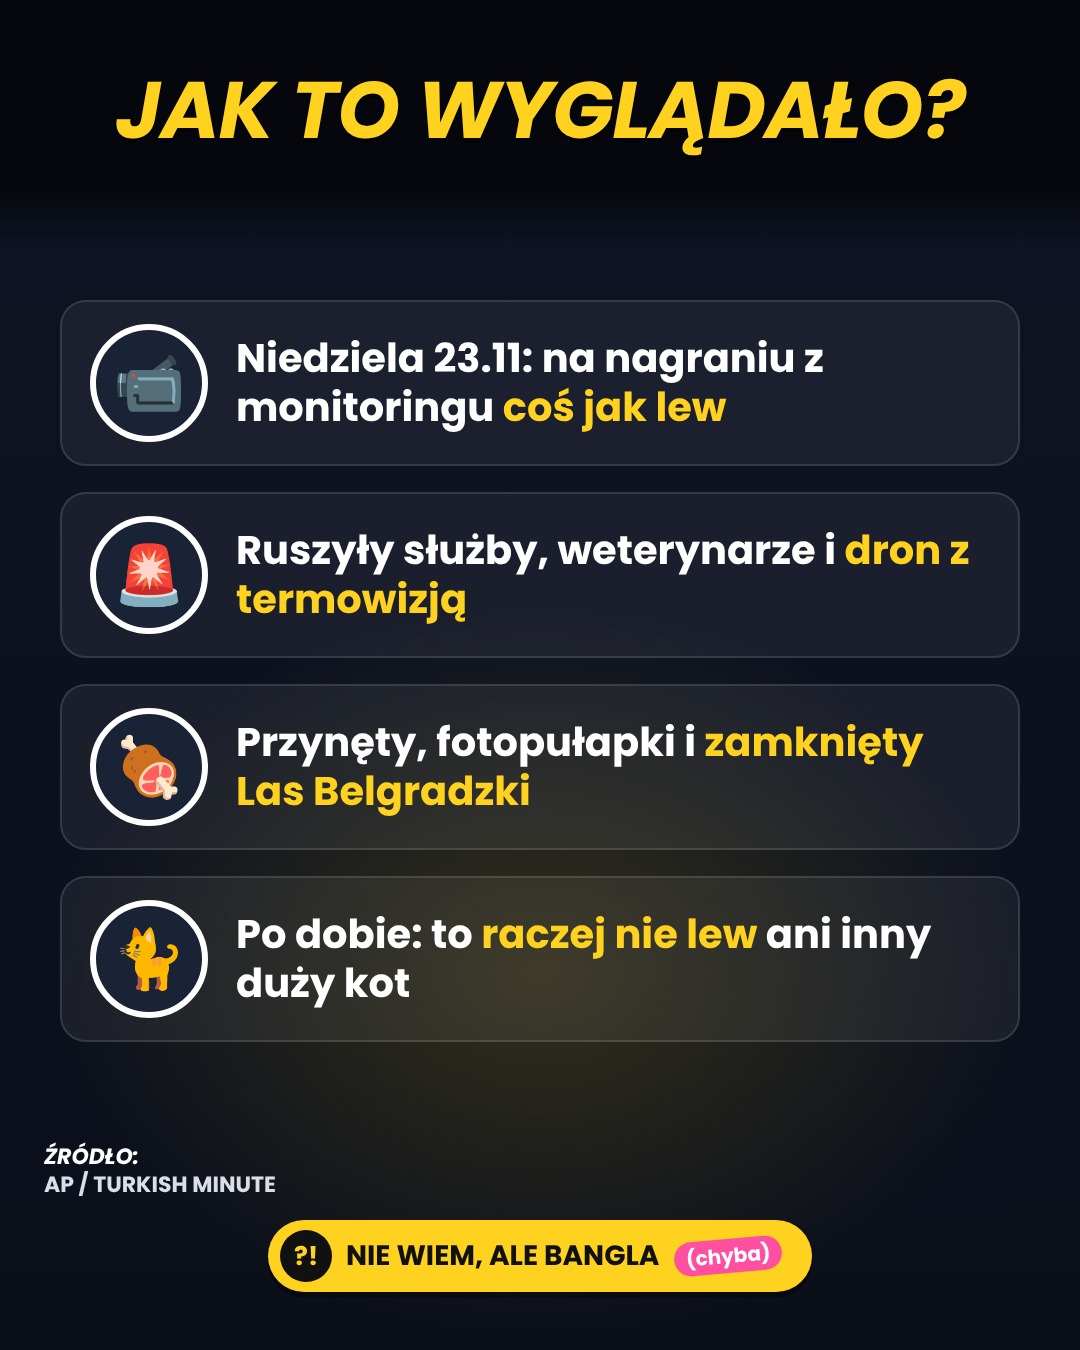 JAK TO WYGLĄDAŁO?
Niedziela 23.11: na nagraniu z
monitoringu coś jak lew
Ruszyły służby, weterynarze i dron z
termowizją
Przynęty, fotopułapki i zamknięty
Las Belgradzki
Po dobie: to raczej nie lew ani inny
duży kot
ŹRÓDŁO:
AP / TURKISH MINUTE
?! NIE WIEM, ALE BANGLA (chyba)